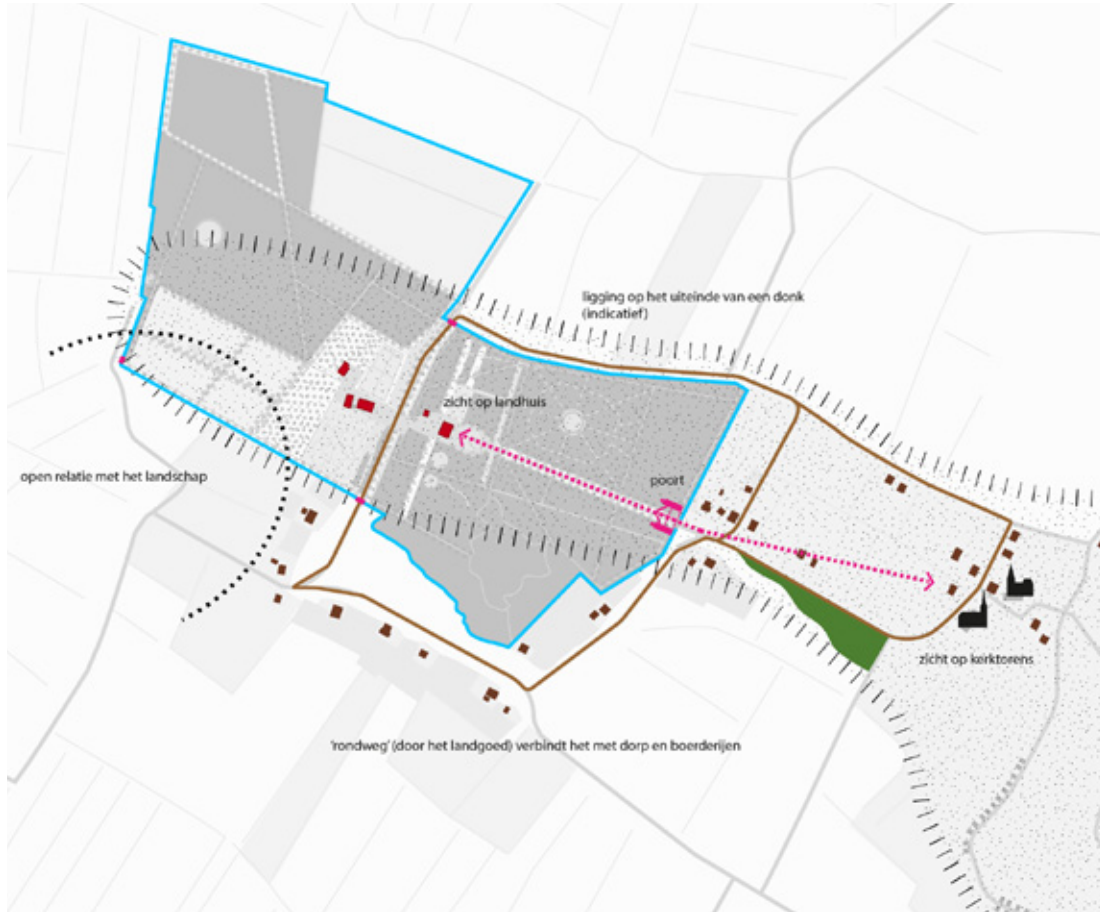 ligging op het uiteinde van een donk
(indicatief)
zicht op landhuis
open relatie met het landschap
poort
zicht op kerktorens
'rondweg' (door het landgoed) verbindt het met dorp en boerderijen